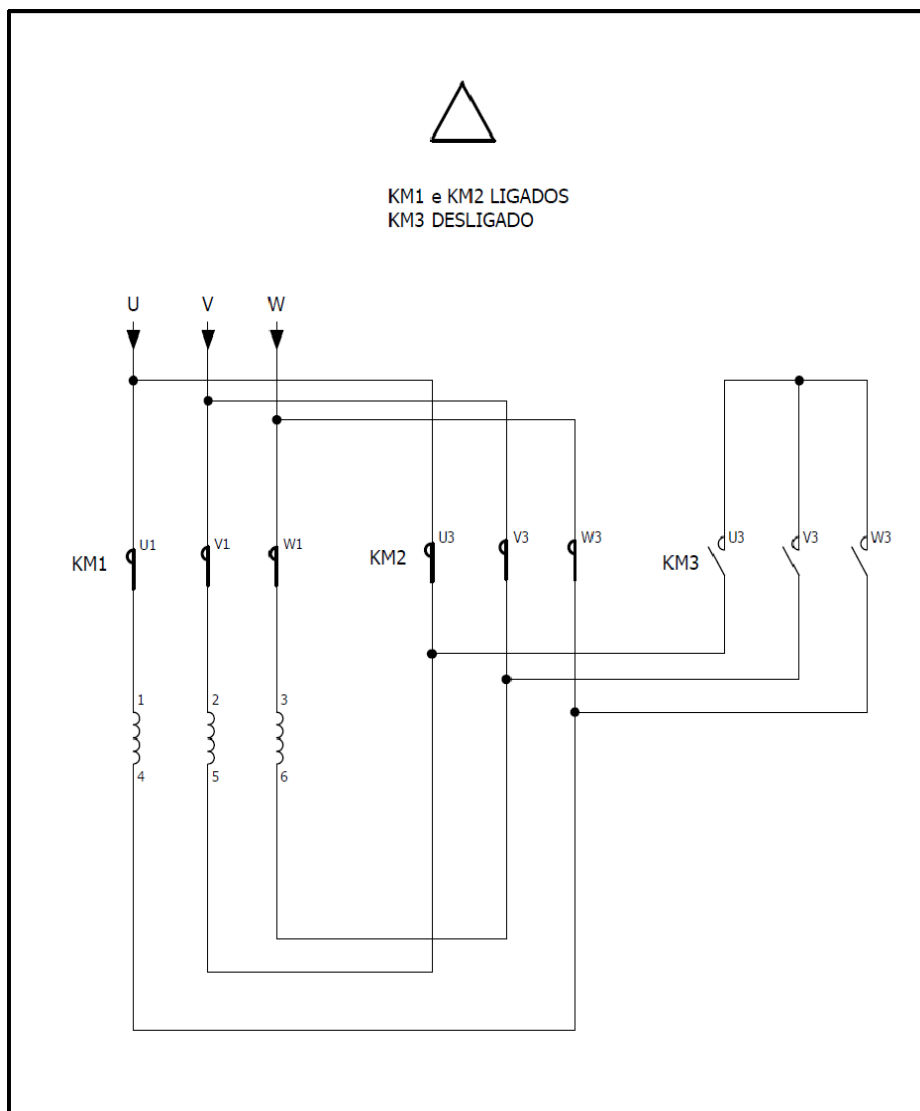 KM1 e KM2 LIGADOS
KM3 DESLIGADO
U V W
KM1 U1 V1 W1 KM2 U3 V3 W3 KM3 U3 V3 W3
1 2 3
4 5 6